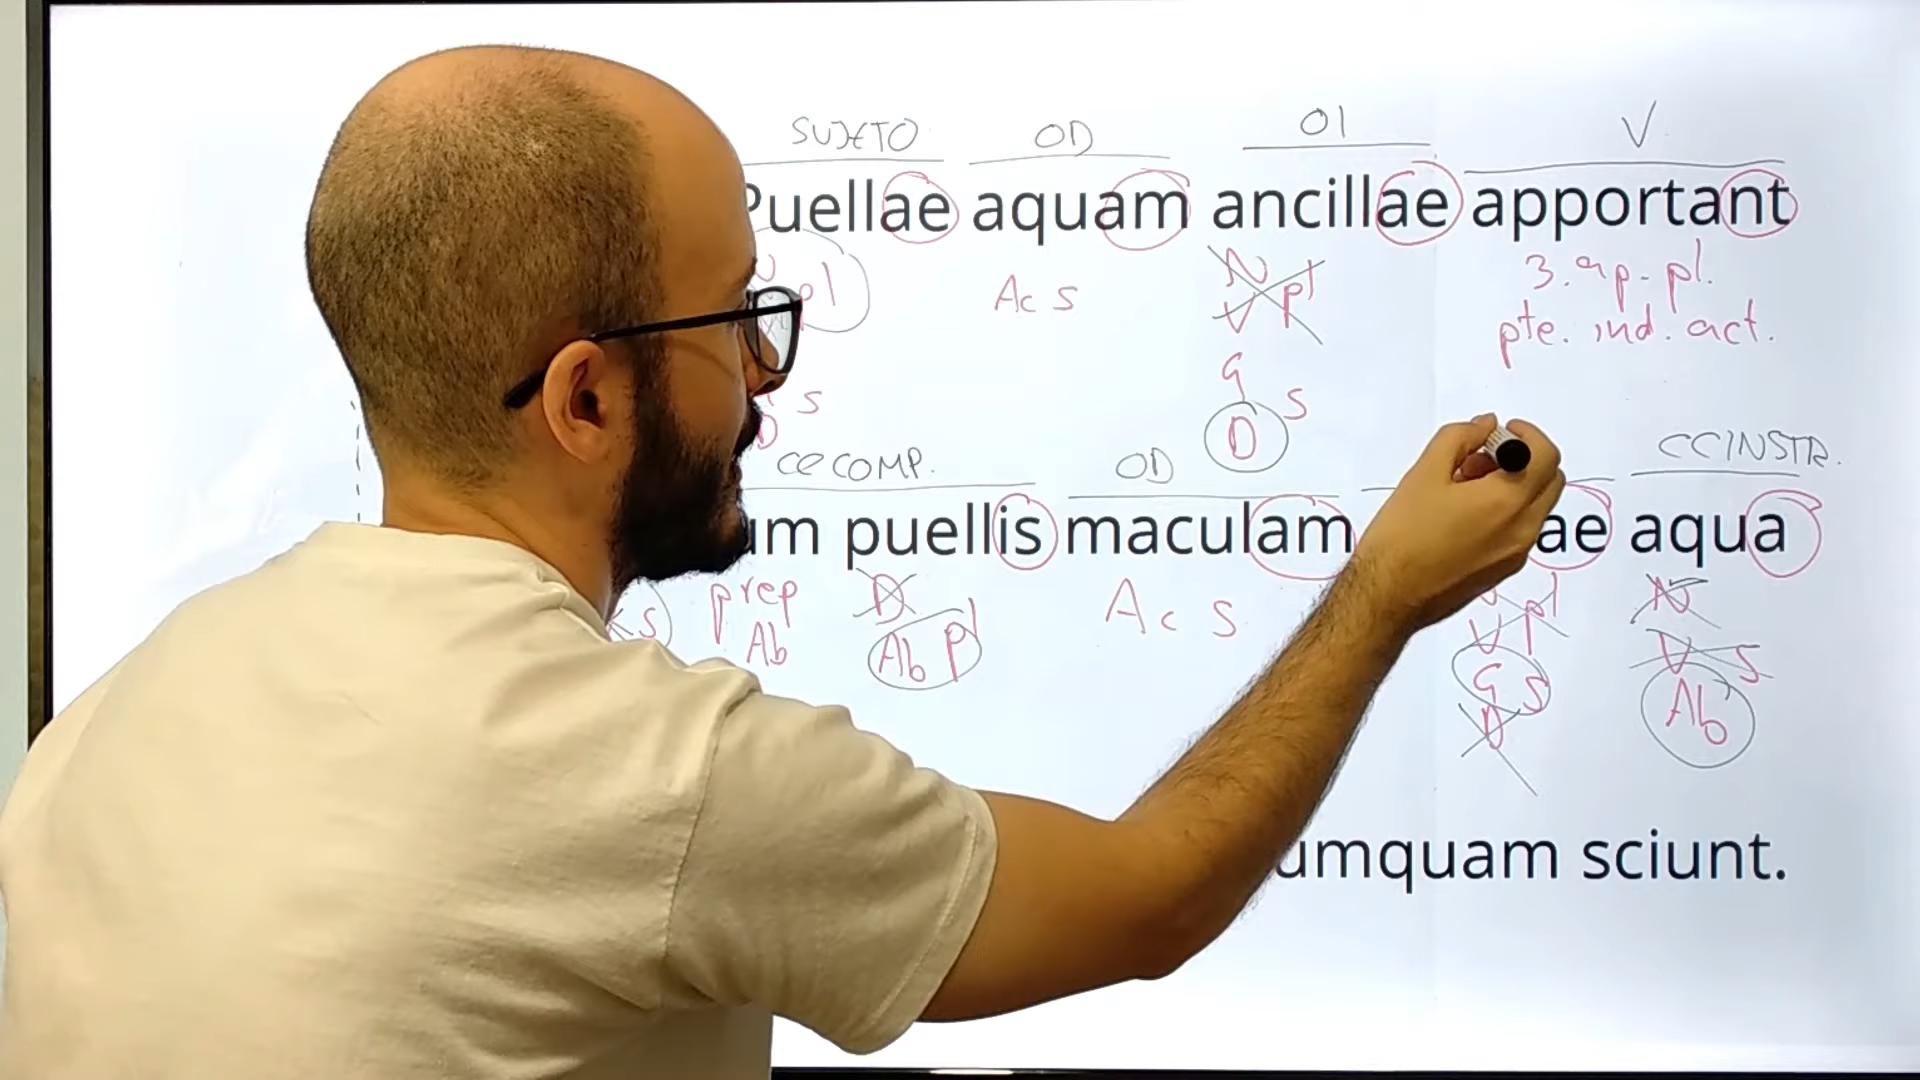 SUJETO OD OI V
Puellae aquam ancillae apportant
N pl Ac S N V pl 3. ap. pl.
pte. ind. act.
G S
S D
D
CCCOMP. OD CCINSTR.
um puellis maculam ae aqua
S prep D Ac S V pl N
Ab Ab pl G S V S
D Ab
umquam sciunt.